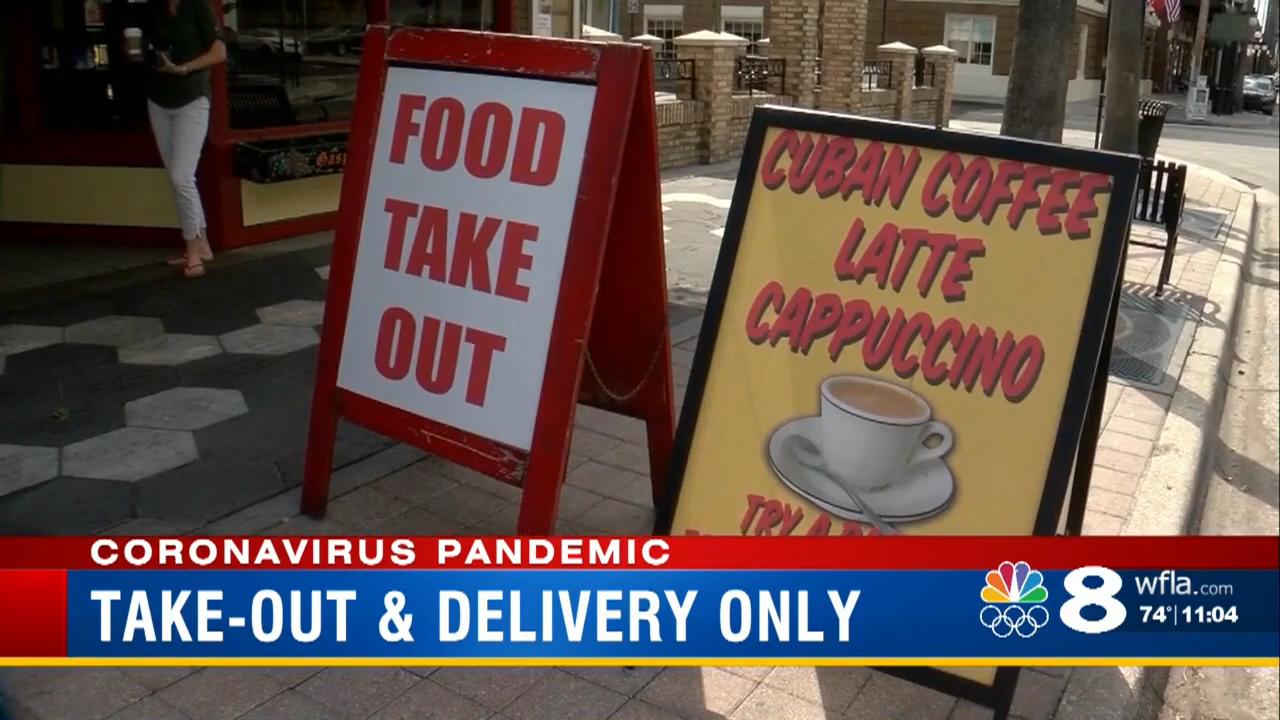 FOOD
TAKE
OUT
CUBAN COFFEE
LATTE
CAPPUCCINO
TRY A
CORONAVIRUS PANDEMIC
TAKE-OUT & DELIVERY ONLY
8
wfla.com
74° | 11:04